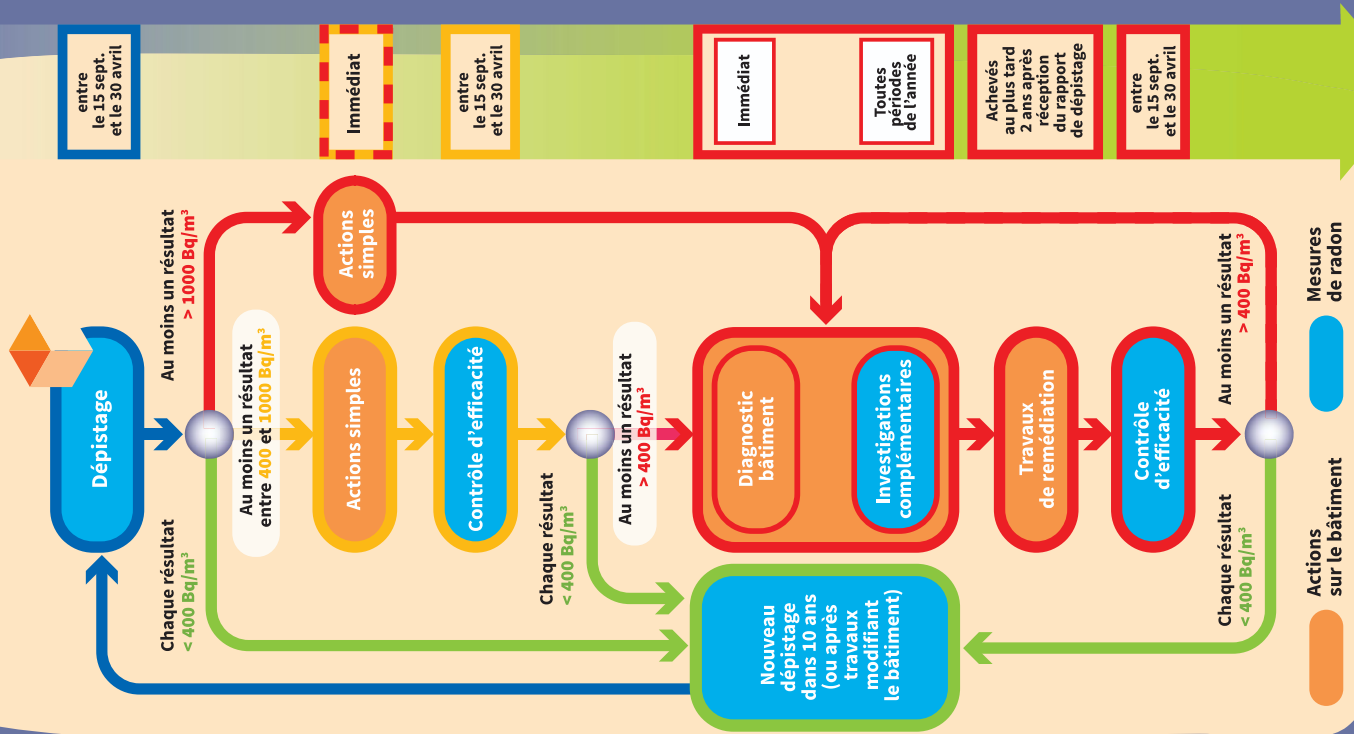 entre
le 15 sept.
et le 30 avril
Immédiat
entre
le 15 sept.
et le 30 avril
Immédiat
Toutes
périodes
de l'année
Achevés
au plus tard
2 ans après
réception
du rapport
de dépistage
entre
le 15 sept.
et le 30 avril
Dépistage
Au moins un résultat
> 1000 Bq/m³
Au moins un résultat
entre 400 et 1000 Bq/m³
Chaque résultat
< 400 Bq/m³
Actions
simples
Actions simples
Contrôle d'efficacité
Chaque résultat
< 400 Bq/m³
Au moins un résultat
> 400 Bq/m³
Diagnostic
bâtiment
Investigations
complémentaires
Nouveau
dépistage
dans 10 ans
(ou après
travaux
modifiant
le bâtiment)
Travaux
de remédiation
Contrôle
d'efficacité
Au moins un résultat
> 400 Bq/m³
Chaque résultat
< 400 Bq/m³
Actions
sur le bâtiment
Mesures
de radon